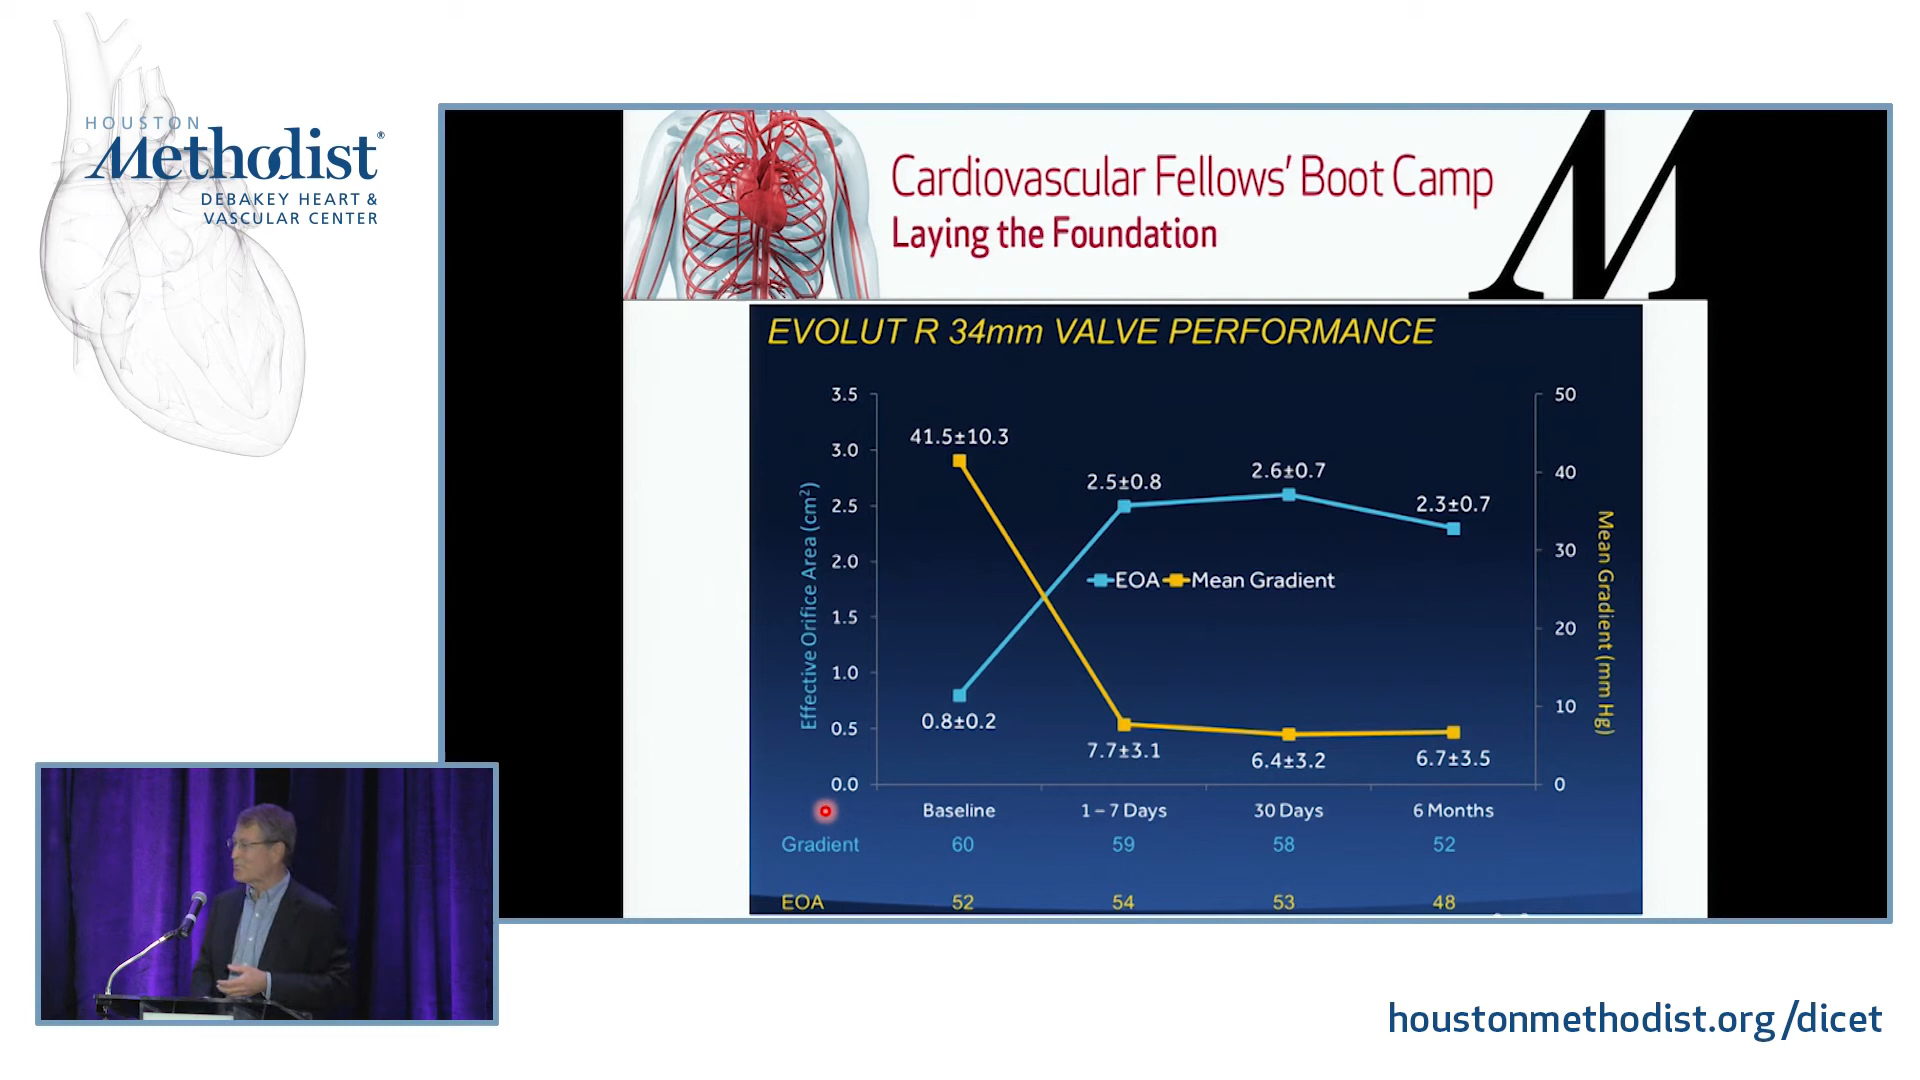 HOUSTON
Methodist®
DEBAKEY HEART &
VASCULAR CENTER
Cardiovascular Fellows' Boot Camp
Laying the Foundation
M
EVOLUT R 34mm VALVE PERFORMANCE
Effective Orifice Area (cm²)
3.5
3.0
2.5
2.0
1.5
1.0
0.5
0.0
41.5±10.3
2.5±0.8
2.6±0.7
2.3±0.7
EOA Mean Gradient
0.8±0.2
7.7±3.1
6.4±3.2
6.7±3.5
50
40
30
20
10
0
Mean Gradient (mm Hg)
Baseline 1 – 7 Days 30 Days 6 Months
Gradient 60 59 58 52
EOA 52 54 53 48
houstonmethodist.org/dicet